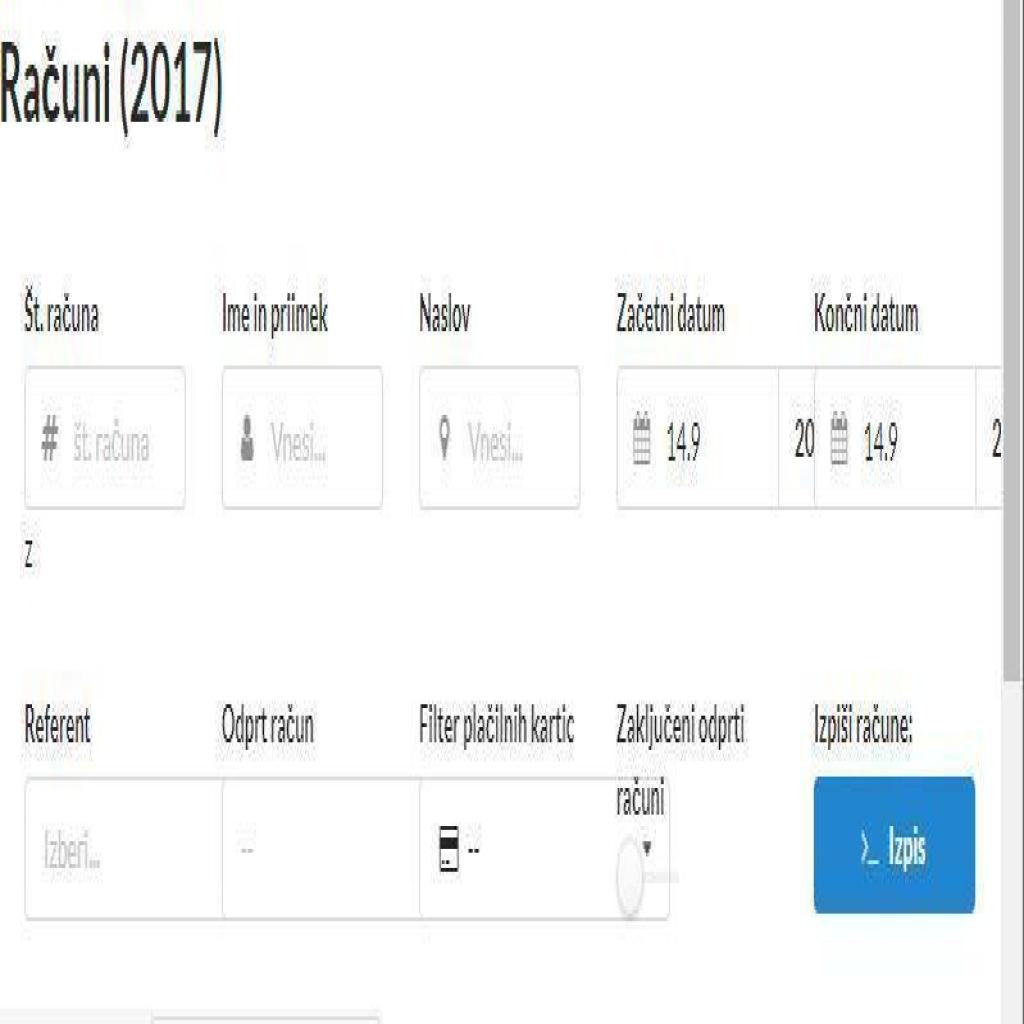 Računi (2017)
Št. računa Ime in priimek Naslov Začetni datum Končni datum
# št. računa Vnesi... Vnesi... 14.9 20 14.9 2
z
Referent Odprt račun Filter plačilnih kartic Zaključeni odprti računi Izpiši račune:
Izberi... -- -- >_ Izpis